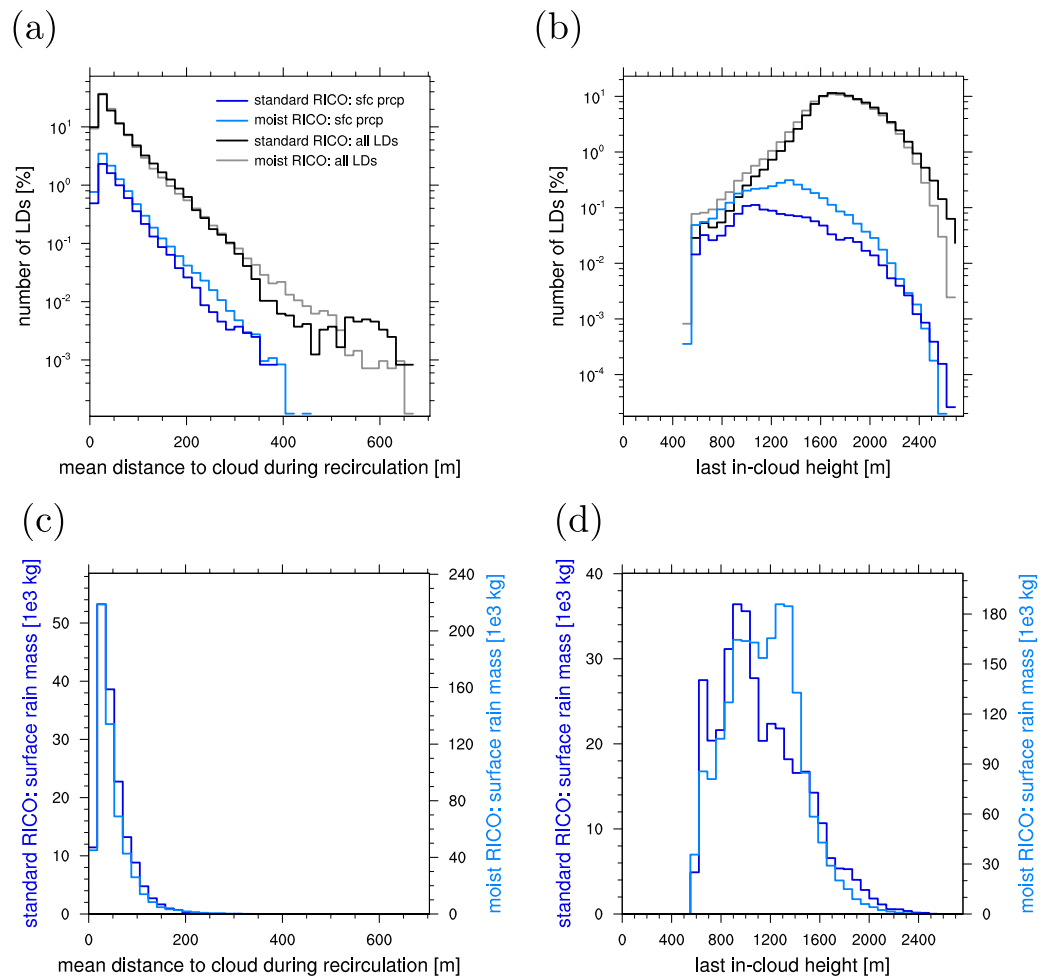 (a)
(b)
number of LDs [%]
10¹
10⁰
10⁻¹
10⁻²
10⁻³
standard RICO: sfc prcp
moist RICO: sfc prcp
standard RICO: all LDs
moist RICO: all LDs
0 200 400 600
mean distance to cloud during recirculation [m]
number of LDs [%]
10¹
10⁰
10⁻¹
10⁻²
10⁻³
10⁻⁴
0 400 800 1200 1600 2000 2400
last in-cloud height [m]
(c)
(d)
standard RICO: surface rain mass [1e3 kg]
50
40
30
20
10
0
240
210
180
150
120
90
60
30
0
moist RICO: surface rain mass [1e3 kg]
0 200 400 600
mean distance to cloud during recirculation [m]
standard RICO: surface rain mass [1e3 kg]
40
30
20
10
0
180
150
120
90
60
30
0
moist RICO: surface rain mass [1e3 kg]
0 400 800 1200 1600 2000 2400
last in-cloud height [m]